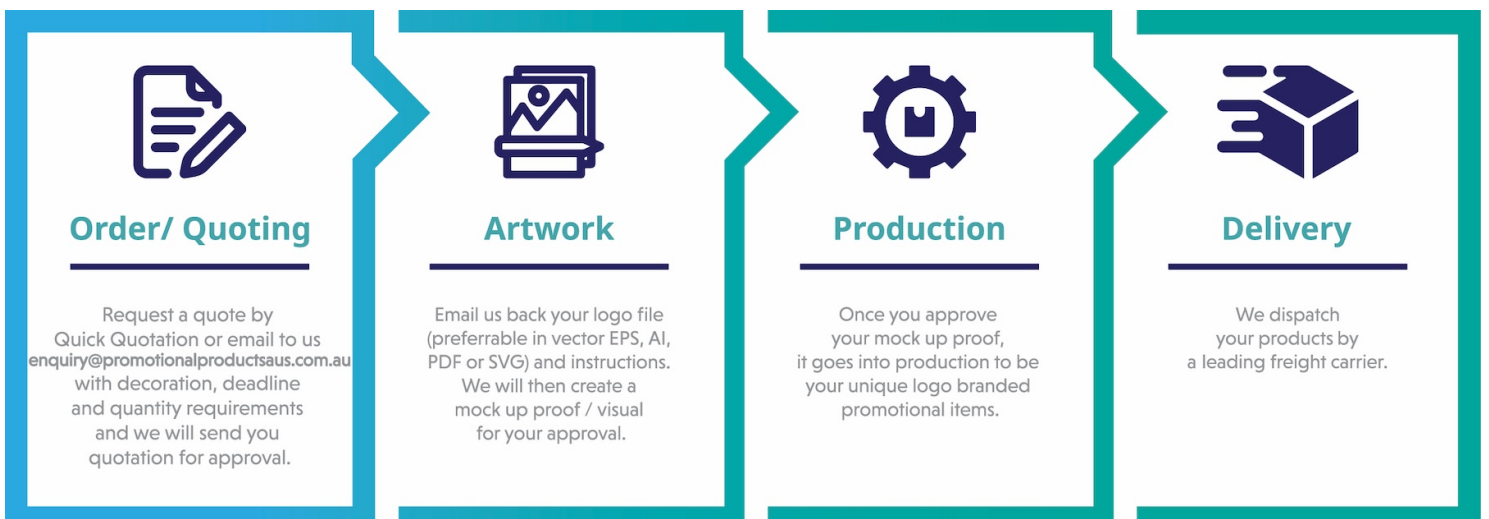 Order/ Quoting
Request a quote by
Quick Quotation or email to us
enquiry@promotionalproductsaus.com.au
with decoration, deadline
and quantity requirements
and we will send you
quotation for approval.
Artwork
Email us back your logo file
(preferrable in vector EPS, AI,
PDF or SVG) and instructions.
We will then create a
mock up proof / visual
for your approval.
Production
Once you approve
your mock up proof,
it goes into production to be
your unique logo branded
promotional items.
Delivery
We dispatch
your products by
a leading freight carrier.